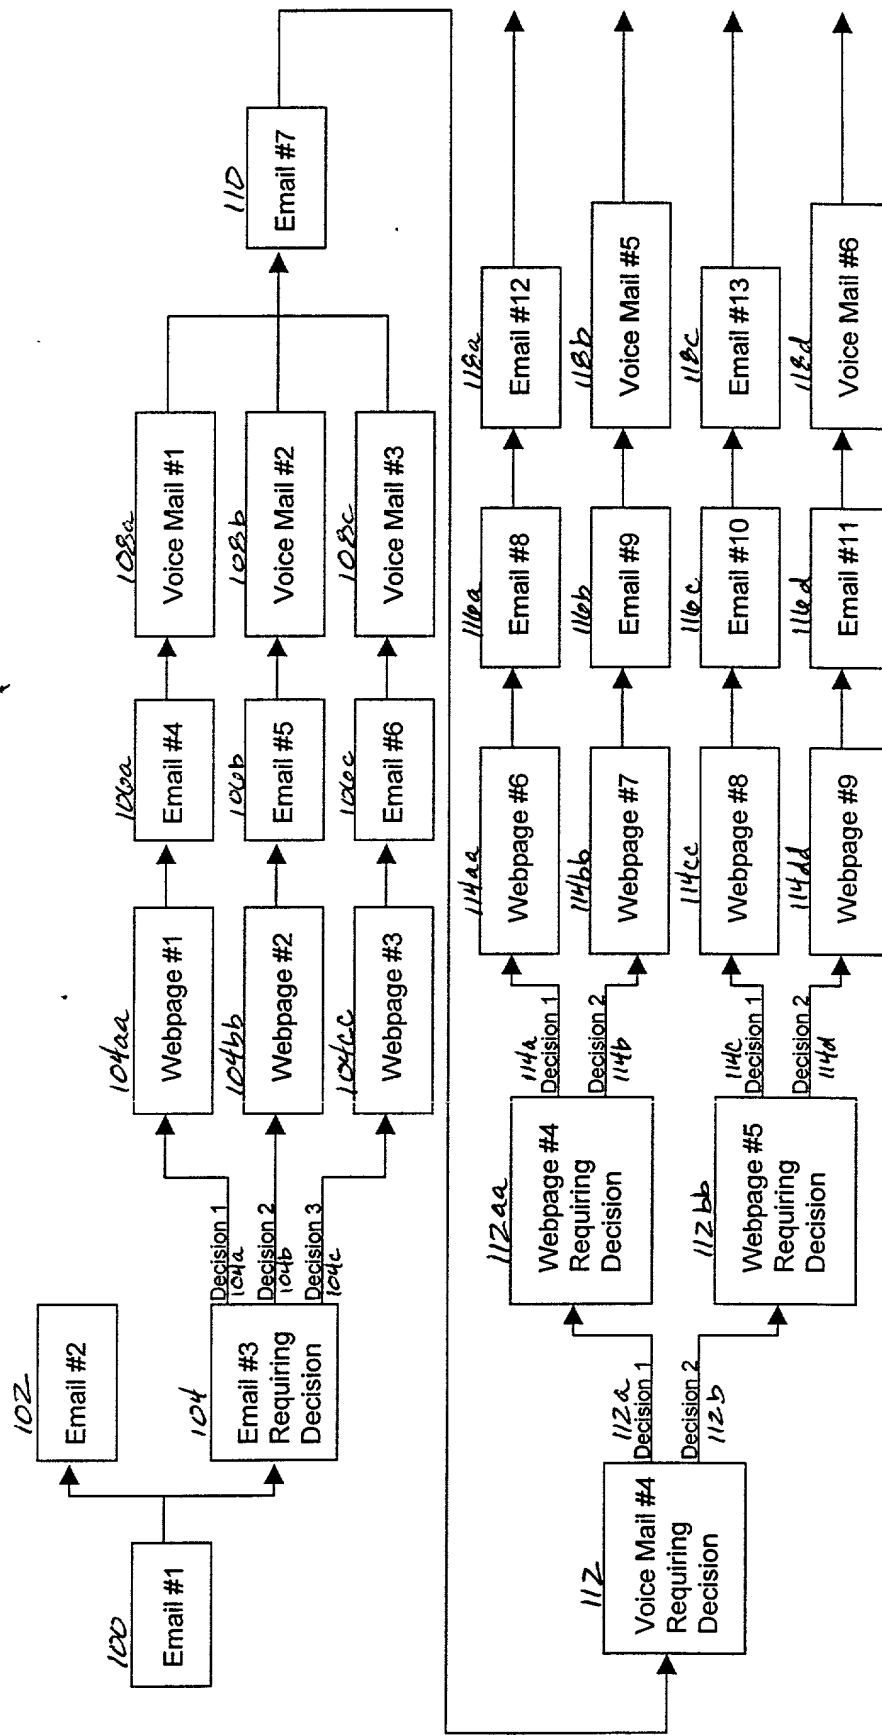 100
Email #1
102
Email #2
104
Email #3
Requiring
Decision
Decision 1
104a
Decision 2
104b
Decision 3
104c
104aa
Webpage #1
104bb
Webpage #2
104cc
Webpage #3
106a
Email #4
106b
Email #5
106c
Email #6
108a
Voice Mail #1
108b
Voice Mail #2
108c
Voice Mail #3
110
Email #7
112
Voice Mail #4
Requiring
Decision
112a
Decision 1
Decision 2
112b
112aa
Webpage #4
Requiring
Decision
112bb
Webpage #5
Requiring
Decision
114a
Decision 1
Decision 2
114b
114c
Decision 1
Decision 2
114d
114aa
Webpage #6
114bb
Webpage #7
114cc
Webpage #8
114dd
Webpage #9
116a
Email #8
116b
Email #9
116c
Email #10
116d
Email #11
118a
Email #12
118b
Voice Mail #5
118c
Email #13
118d
Voice Mail #6